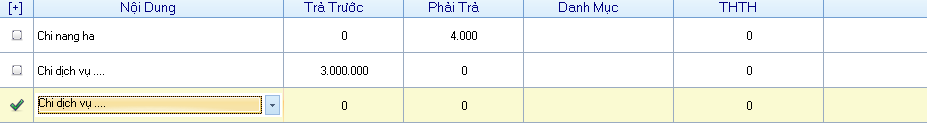 [+] Nội Dung Trả Trước Phải Trả Danh Mục THTH
Chi nang ha 0 4.000 0
Chi dịch vụ .... 3.000.000 0 0
Chi dịch vụ .... 0 0 0